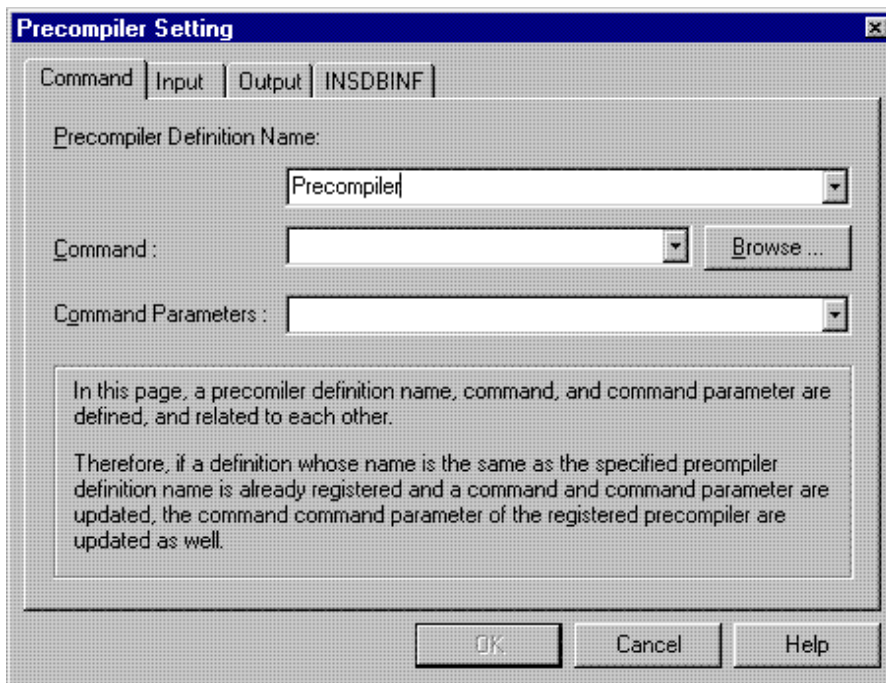 Precompiler Setting
Command Input Output INSDBINF
Precompiler Definition Name:
Precompiler
Command :
Browse ...
Command Parameters :
In this page, a precomiler definition name, command, and command parameter are
defined, and related to each other.
Therefore, if a definition whose name is the same as the specified preompiler
definition name is already registered and a command and command parameter are
updated, the command command parameter of the registered precompiler are
updated as well.
OK Cancel Help